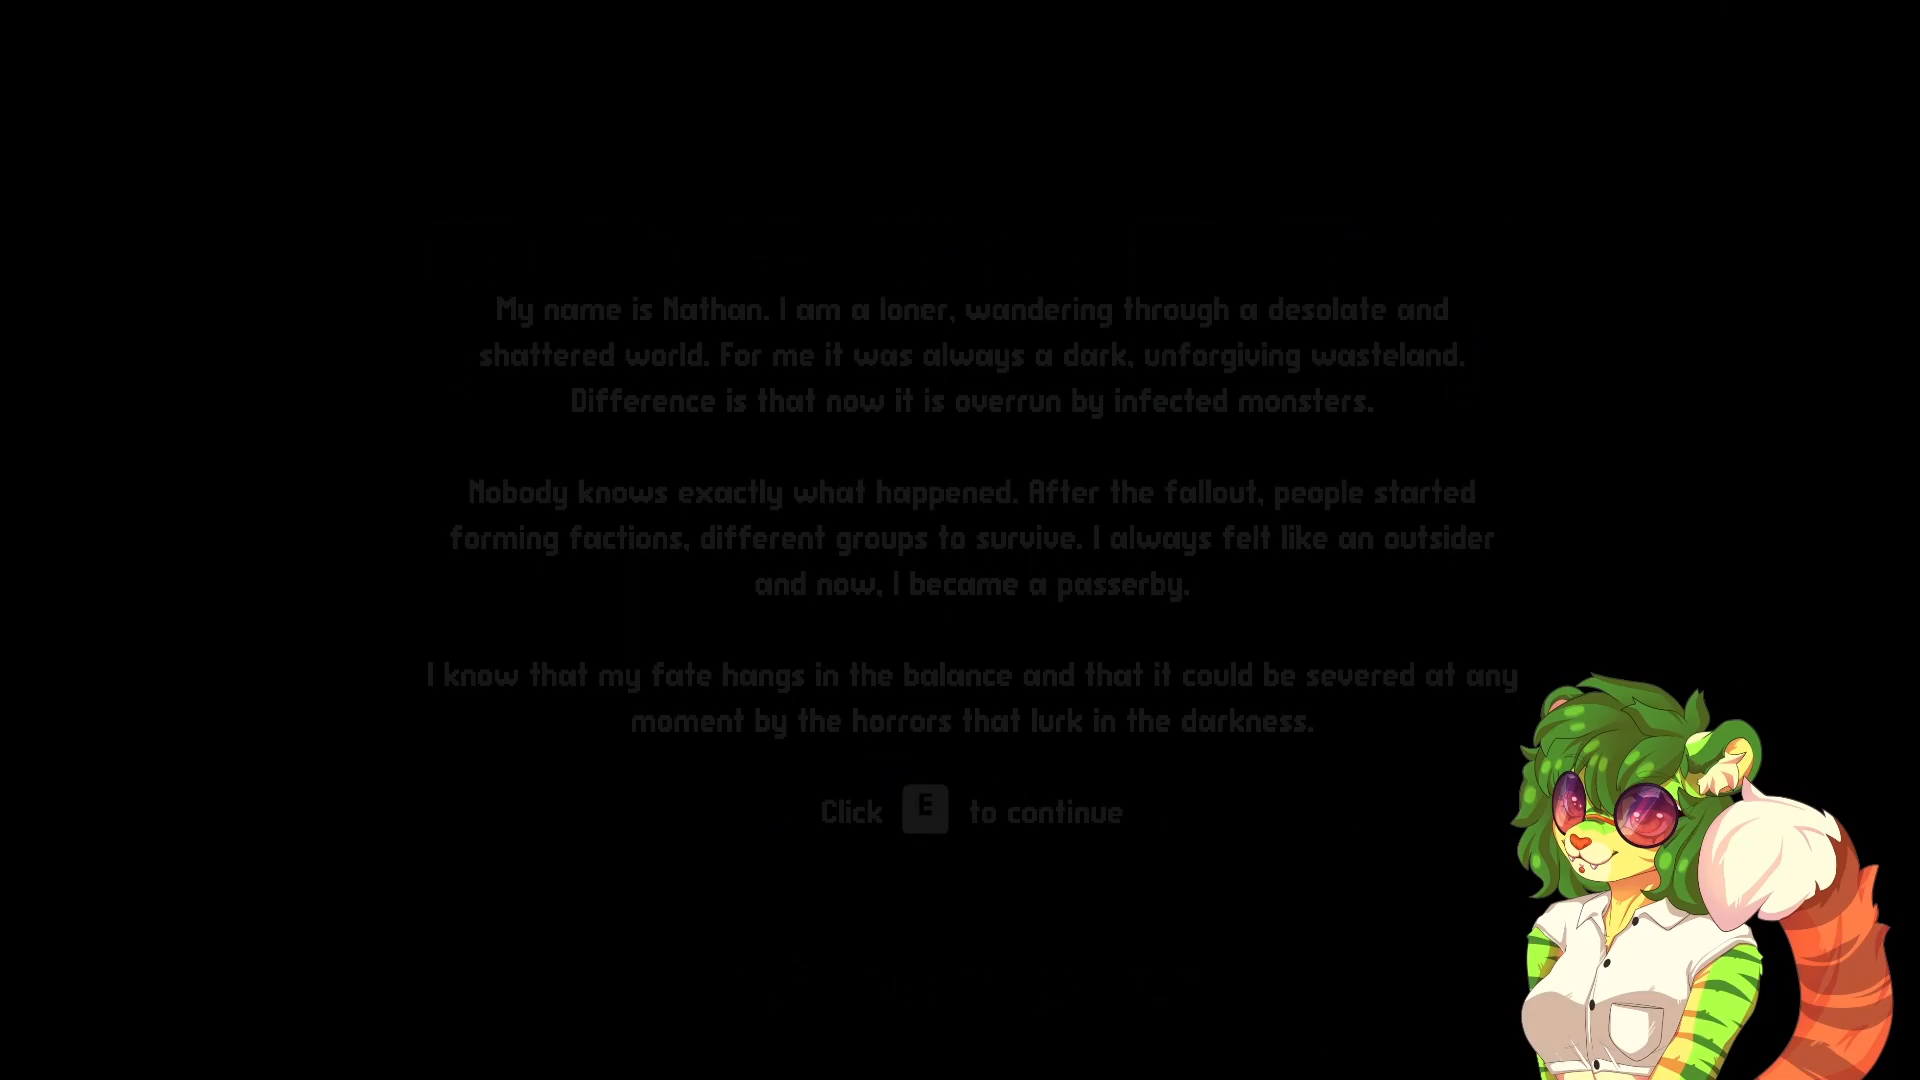 My name is Nathan. I am a loner, wandering through a desolate and
shattered world. For me it was always a dark, unforgiving wasteland.
Difference is that now it is overrun by infected monsters.
Nobody knows exactly what happened. After the fallout, people started
forming factions, different groups to survive. I always felt like an outsider
and now, I became a passerby.
I know that my fate hangs in the balance and that it could be severed at any
moment by the horrors that lurk in the darkness.
Click E to continue